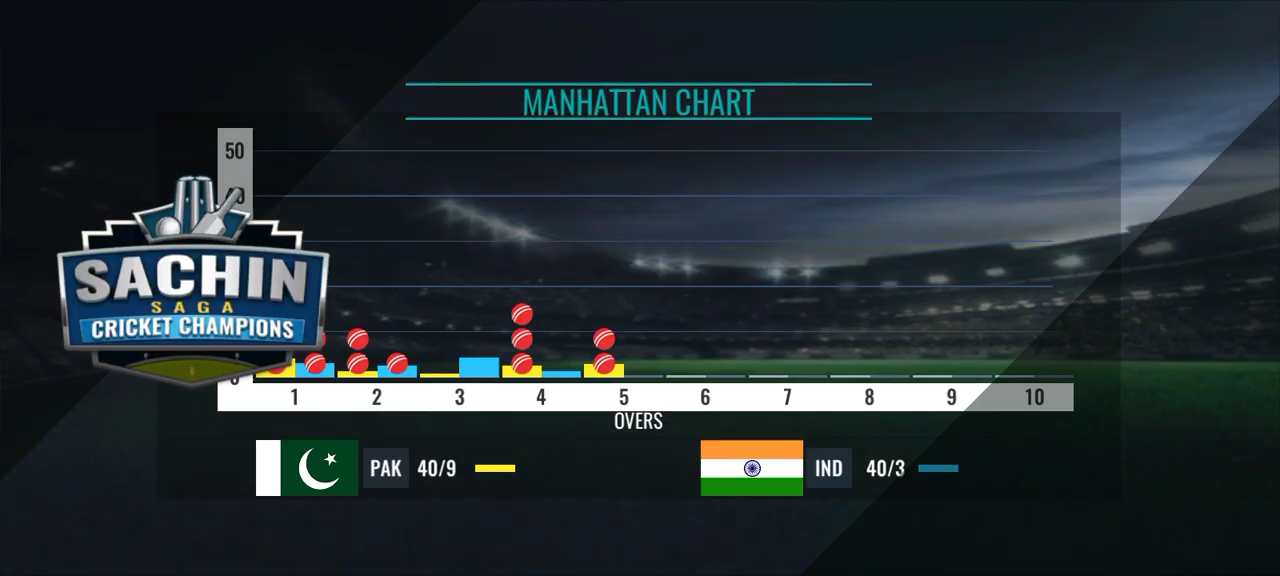 MANHATTAN CHART
50
SACHIN
SAGA
CRICKET CHAMPIONS
1 2 3 4 5 6 7 8 9 10
OVERS
PAK 40/9 IND 40/3